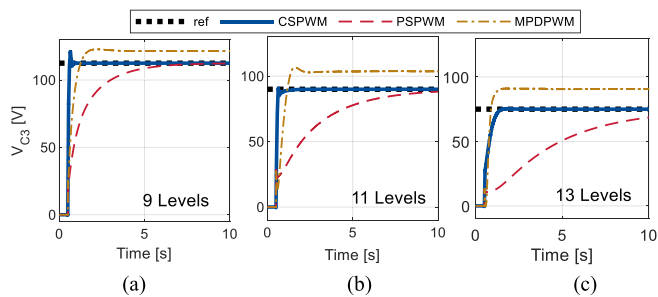 ref CSPWM PSPWM MPDPWM
V_C3 [V]
100
50
0
9 Levels
0 5 10
Time [s]
(a)
100
50
0
11 Levels
0 5 10
Time [s]
(b)
100
50
0
13 Levels
0 5 10
Time [s]
(c)